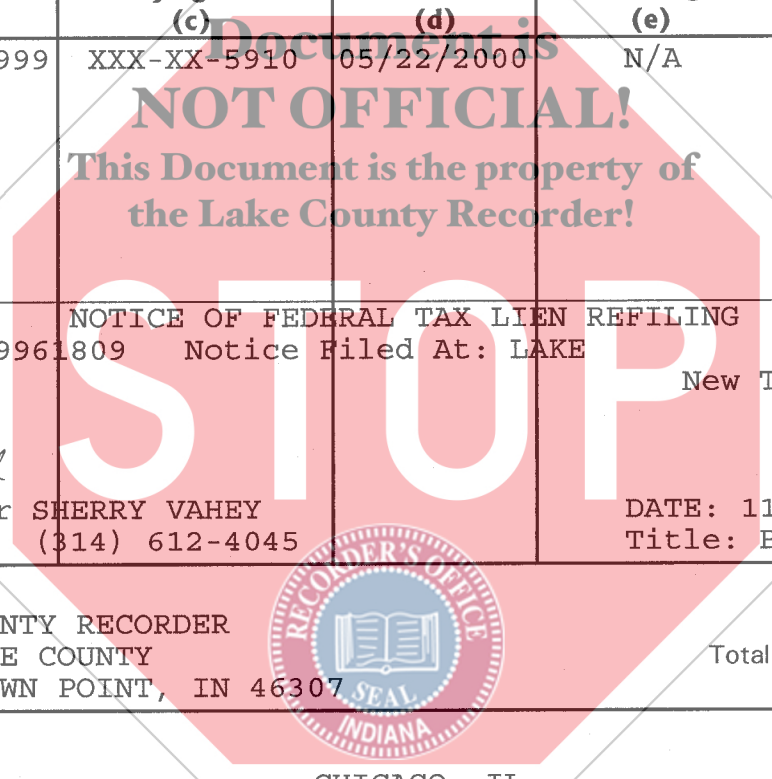 (c) (d) (e)
Document is
999 XXX-XX-5910 05/22/2000 N/A
NOT OFFICIAL!
This Document is the property of
the Lake County Recorder!
STOP
NOTICE OF FEDERAL TAX LIEN REFILING
9961809 Notice Filed At: LAKE
New T
r SHERRY VAHEY DATE: 11
(314) 612-4045 Title:
RECORDER'S OFFICE
SEAL
INDIANA
NTY RECORDER
E COUNTY Total
WN POINT, IN 46307